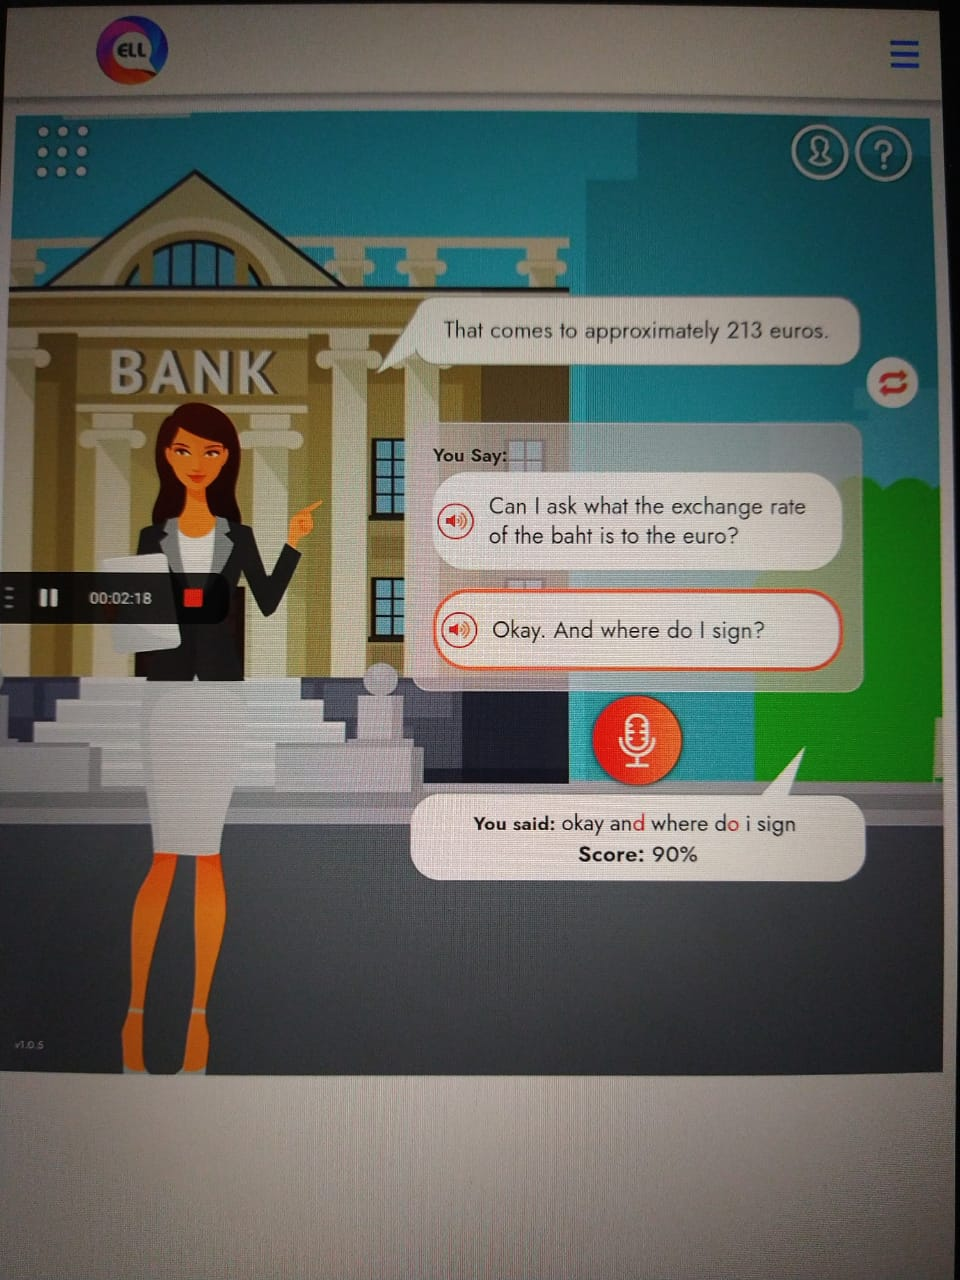 ELL
That comes to approximately 213 euros.
BANK
You Say:
Can I ask what the exchange rate
of the baht is to the euro?
00:02:18
Okay. And where do I sign?
You said: okay and where do i sign
Score: 90%
v1.0.5